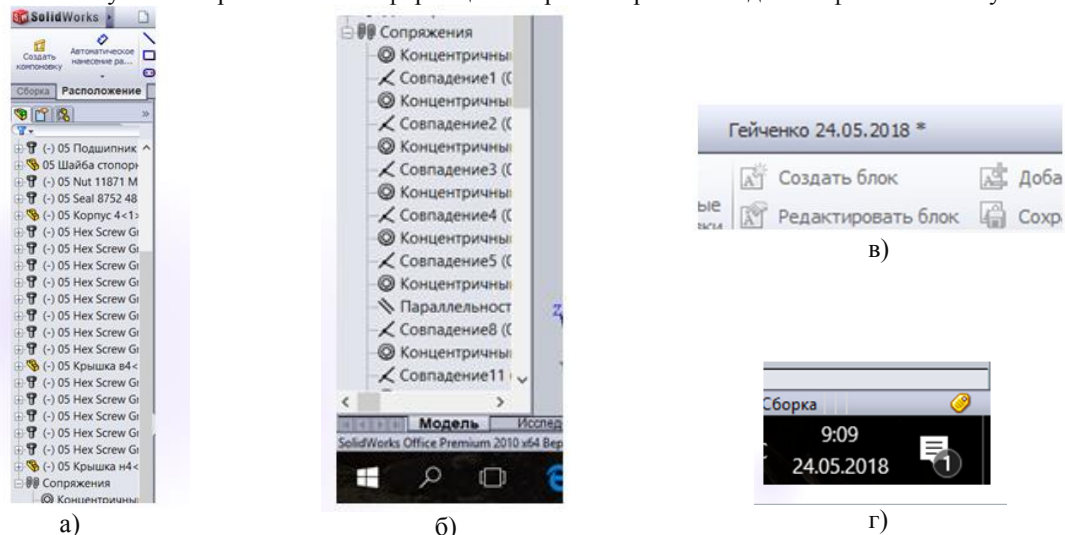 SolidWorks
Создать компоновку
Автоматическое нанесение ра...
Сборка Расположение
(-) 05 Подшипник
05 Шайба стопорн
(-) 05 Nut 11871 M
(-) 05 Seal 8752 48
(-) 05 Корпус 4<1>
(-) 05 Hex Screw Gr
(-) 05 Hex Screw Gr
(-) 05 Hex Screw Gr
(-) 05 Hex Screw Gr
(-) 05 Hex Screw Gr
(-) 05 Hex Screw Gr
(-) 05 Hex Screw Gr
(-) 05 Hex Screw Gr
(-) 05 Крышка в4<
(-) 05 Hex Screw Gr
(-) 05 Hex Screw Gr
(-) 05 Hex Screw Gr
(-) 05 Hex Screw Gr
(-) 05 Hex Screw Gr
(-) 05 Крышка н4<
Сопряжения
Концентричны
а)
Сопряжения
Концентричны
Совпадение1 (
Концентричны
Совпадение2 (
Концентричны
Совпадение3 (
Концентричны
Совпадение4 (
Концентричны
Совпадение5 (
Концентричны
Параллельност
Совпадение8 (
Концентричны
Совпадение11
Модель Исслед
SolidWorks Office Premium 2010 x64 Вер
б)
Гейченко 24.05.2018 *
Создать блок Доба
Редактировать блок Сохр
в)
Сборка
9:09
24.05.2018
1
г)